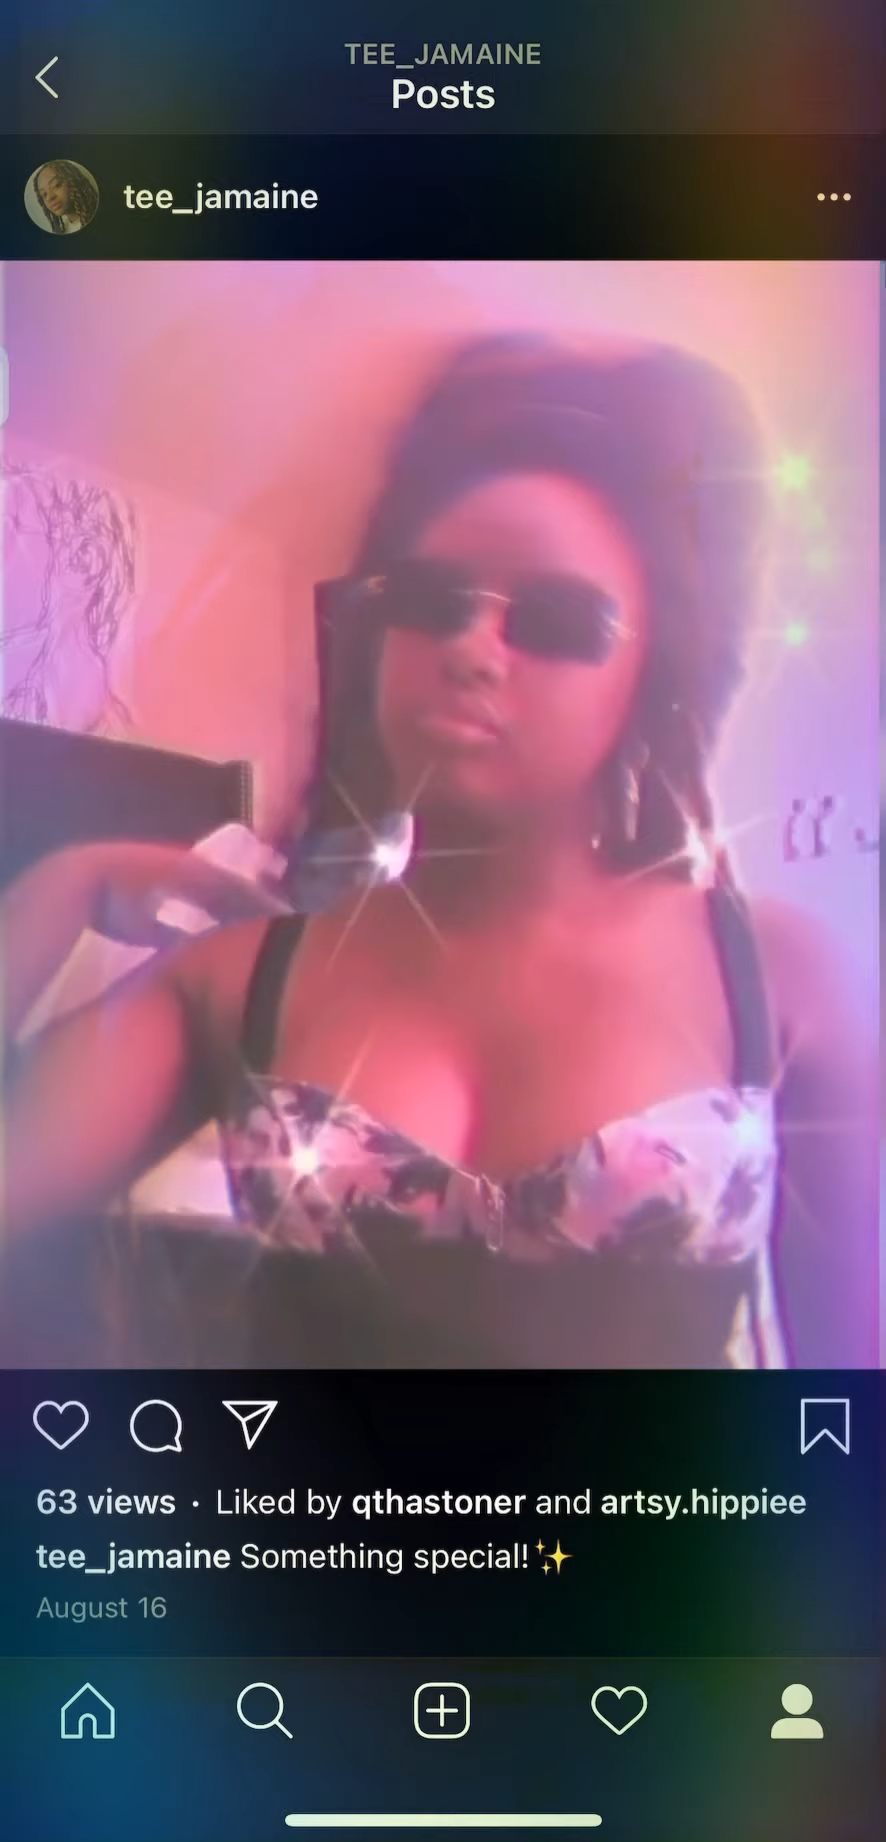 TEE_JAMAINE
Posts
tee_jamaine
63 views · Liked by qthastoner and artsy.hippiee
tee_jamaine Something special!✨
August 16